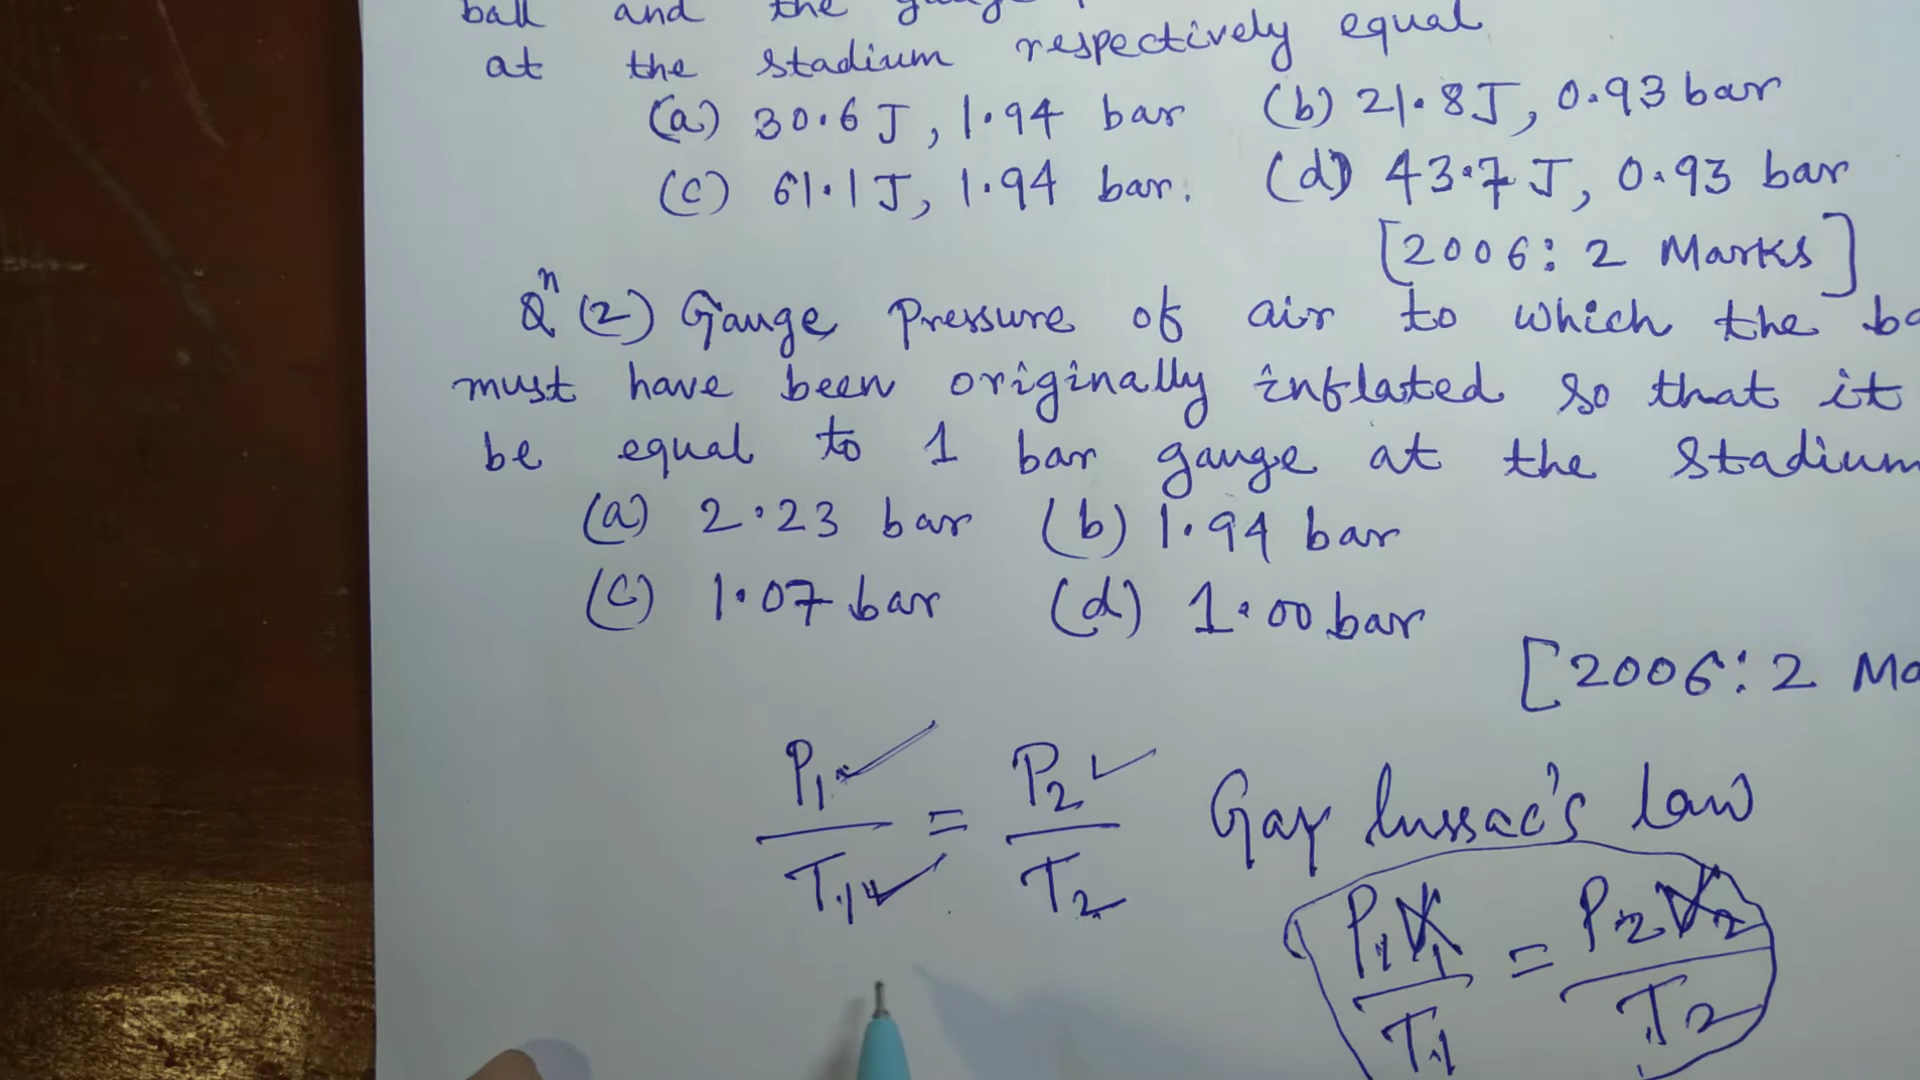 ball and the
at the stadium respectively equal
(a) 30.6 J, 1.94 bar (b) 21.8 J, 0.93 bar
(c) 61.1 J, 1.94 bar. (d) 43.7 J, 0.93 bar
[2006: 2 Marks]
Qn (2) Gauge pressure of air to which the
must have been originally inflated so that it
be equal to 1 bar gauge at the stadium
(a) 2.23 bar (b) 1.94 bar
(c) 1.07 bar (d) 1.00 bar
[2006: 2
P1/T1 = P2/T2 Gay lussac's law
P1V1/T1 = P2V2/T2